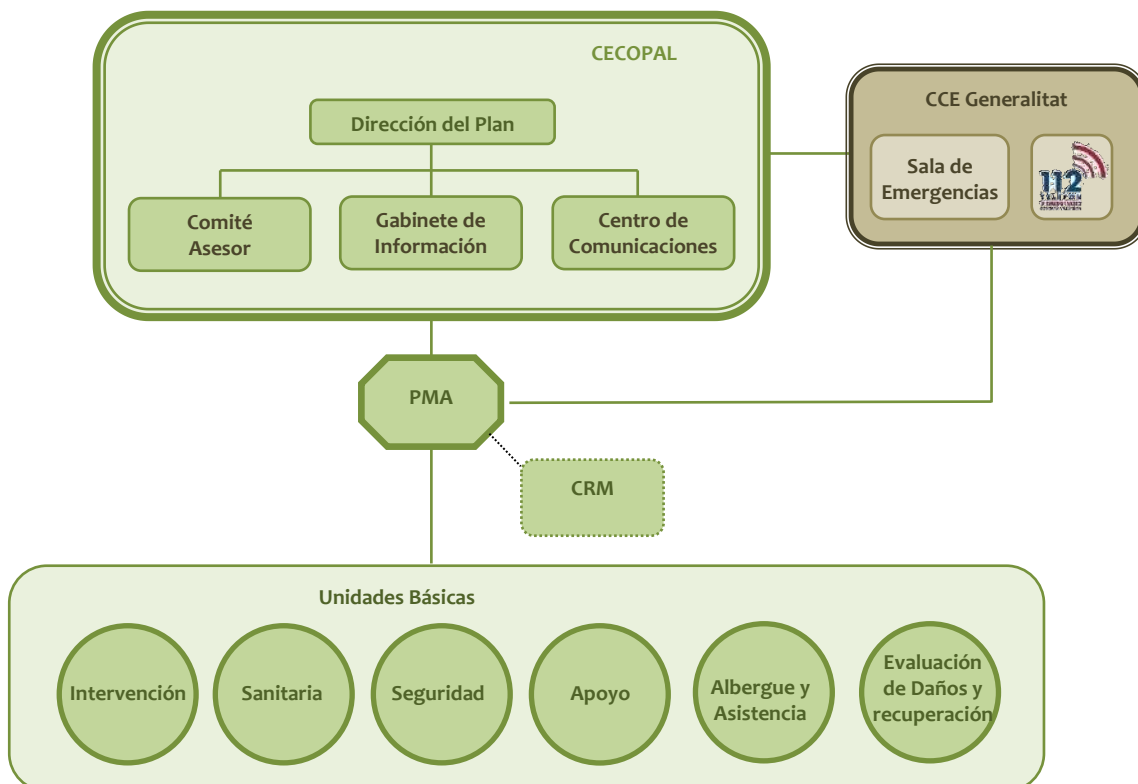 CECOPAL
Dirección del Plan
Comité
Asesor
Gabinete de
Información
Centro de
Comunicaciones
CCE Generalitat
Sala de
Emergencias
112
PMA
CRM
Unidades Básicas
Intervención
Sanitaria
Seguridad
Apoyo
Albergue y
Asistencia
Evaluación
de Daños y
recuperación